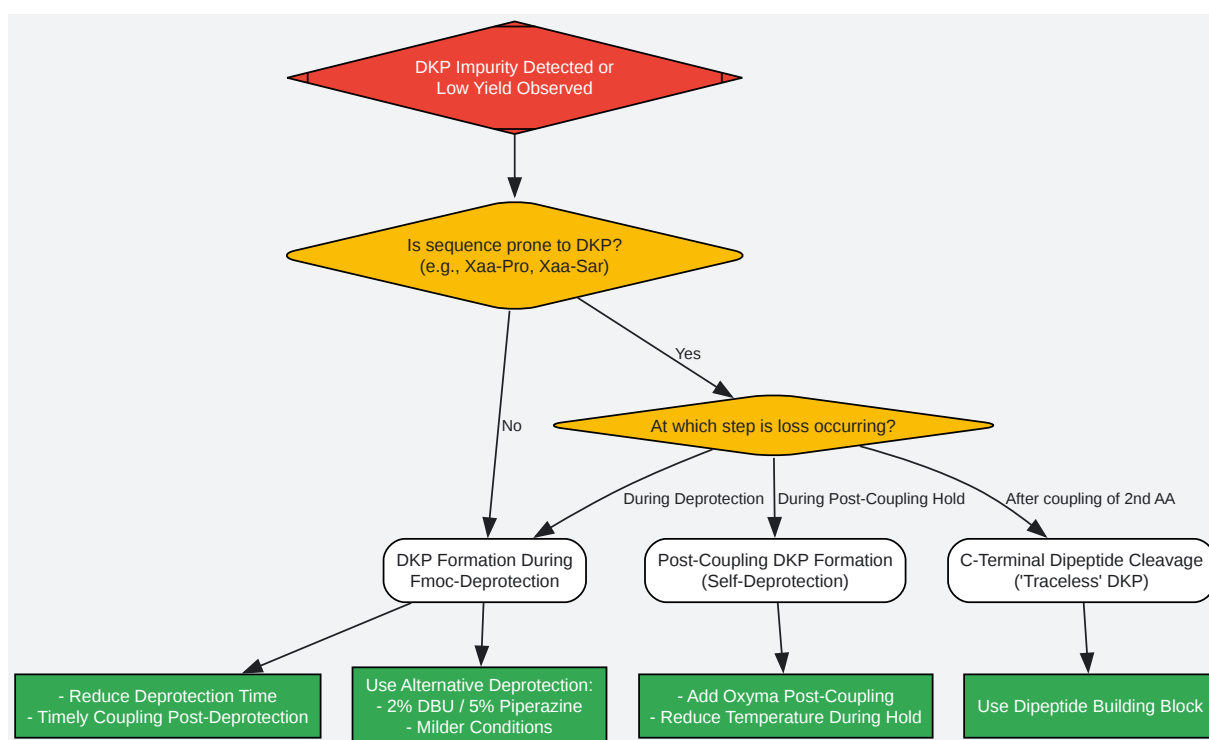 DKP Impurity Detected or
Low Yield Observed
Is sequence prone to DKP?
(e.g., Xaa-Pro, Xaa-Sar)
Yes
No
At which step is loss occurring?
During Deprotection
During Post-Coupling Hold
After coupling of 2nd AA
DKP Formation During
Fmoc-Deprotection
Post-Coupling DKP Formation
(Self-Deprotection)
C-Terminal Dipeptide Cleavage
('Traceless' DKP)
- Reduce Deprotection Time
- Timely Coupling Post-Deprotection
Use Alternative Deprotection:
- 2% DBU / 5% Piperazine
- Milder Conditions
- Add Oxyma Post-Coupling
- Reduce Temperature During Hold
Use Dipeptide Building Block